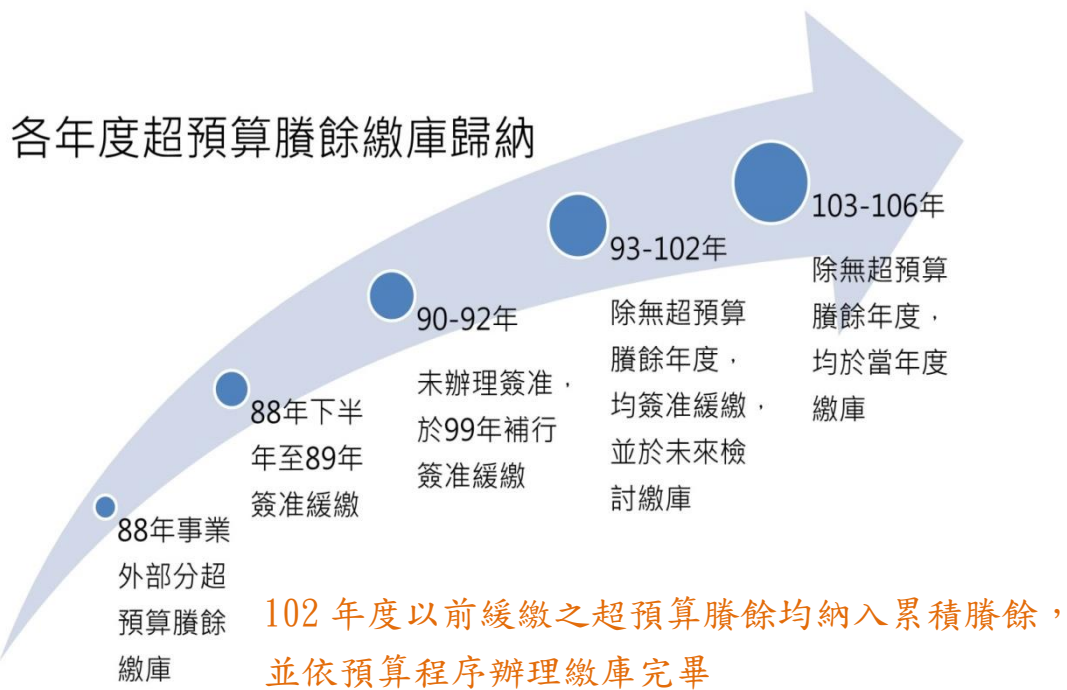 各年度超預算賸餘繳庫歸納
88年事業
外部分超
預算賸餘
繳庫
88年下半
年至89年
簽准緩繳
90-92年
未辦理簽准，
於99年補行
簽准緩繳
93-102年
除無超預算
賸餘年度，
均簽准緩繳，
並於未來檢
討繳庫
103-106年
除無超預算
賸餘年度，
均於當年度
繳庫
102 年度以前緩繳之超預算賸餘均納入累積賸餘，
並依預算程序辦理繳庫完畢